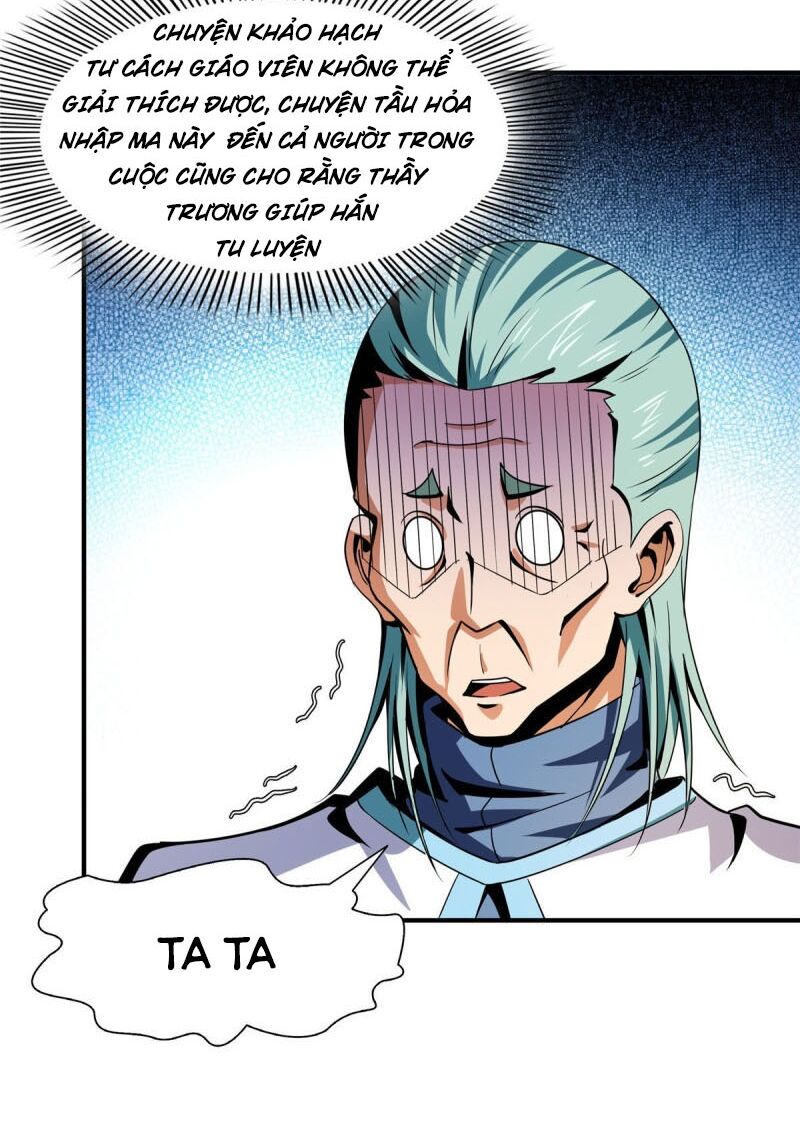 CHUYỆN KHẢO HẠCH
TƯ CÁCH GIÁO VIÊN KHÔNG THỂ
GIẢI THÍCH ĐƯỢC, CHUYỆN TẦU HỎA
NHẬP MA NÀY ĐẾN CẢ NGƯỜI TRONG
CUỘC CŨNG CHO RẰNG THẦY
TRƯƠNG GIÚP HẮN
TU LUYỆN
TA TA